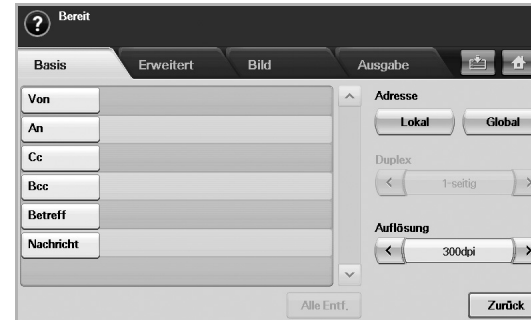 Bereit
Basis Erweitert Bild Ausgabe
Von
An
Cc
Bcc
Betreff
Nachricht
Adresse
Lokal Global
Duplex
1-seitig
Auflösung
300dpi
Alle Entf. Zurück